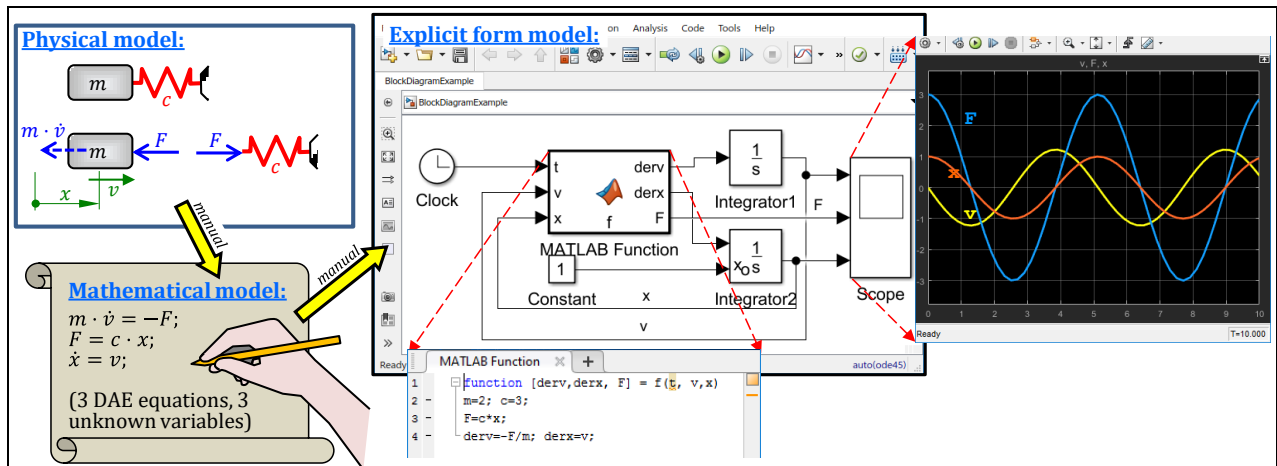 Physical model:
m
c
m · v̇
m
F
F
c
x
v
manual
Mathematical model:
m · v̇ = −F;
F = c · x;
ẋ = v;
(3 DAE equations, 3
unknown variables)
manual
Explicit form model:
on Analysis Code Tools Help
BlockDiagramExample
BlockDiagramExample
Clock
t
v
x
derv
derx
F
f
MATLAB Function
1
s
Integrator1
F
1
Constant
xo
1
s
Integrator2
Scope
x
v
Ready
auto(ode45)
MATLAB Function
1 function [derv,derx, F] = f(t, v,x)
2 - m=2; c=3;
3 - F=c*x;
4 - derv=-F/m; derx=v;
v, F, x
3
2
1
0
-1
-2
-3
F
x
v
0 1 2 3 4 5 6 7 8 9 10
Ready
T=10.000